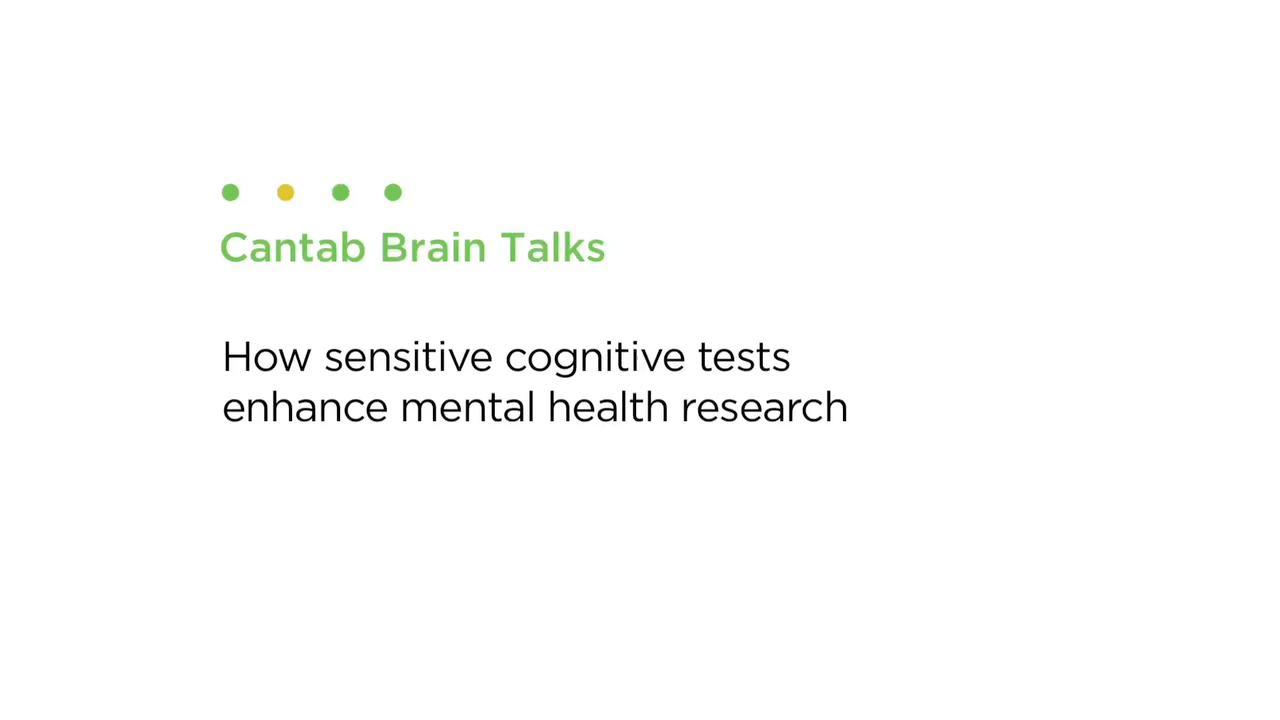 Cantab Brain Talks
How sensitive cognitive tests
enhance mental health research